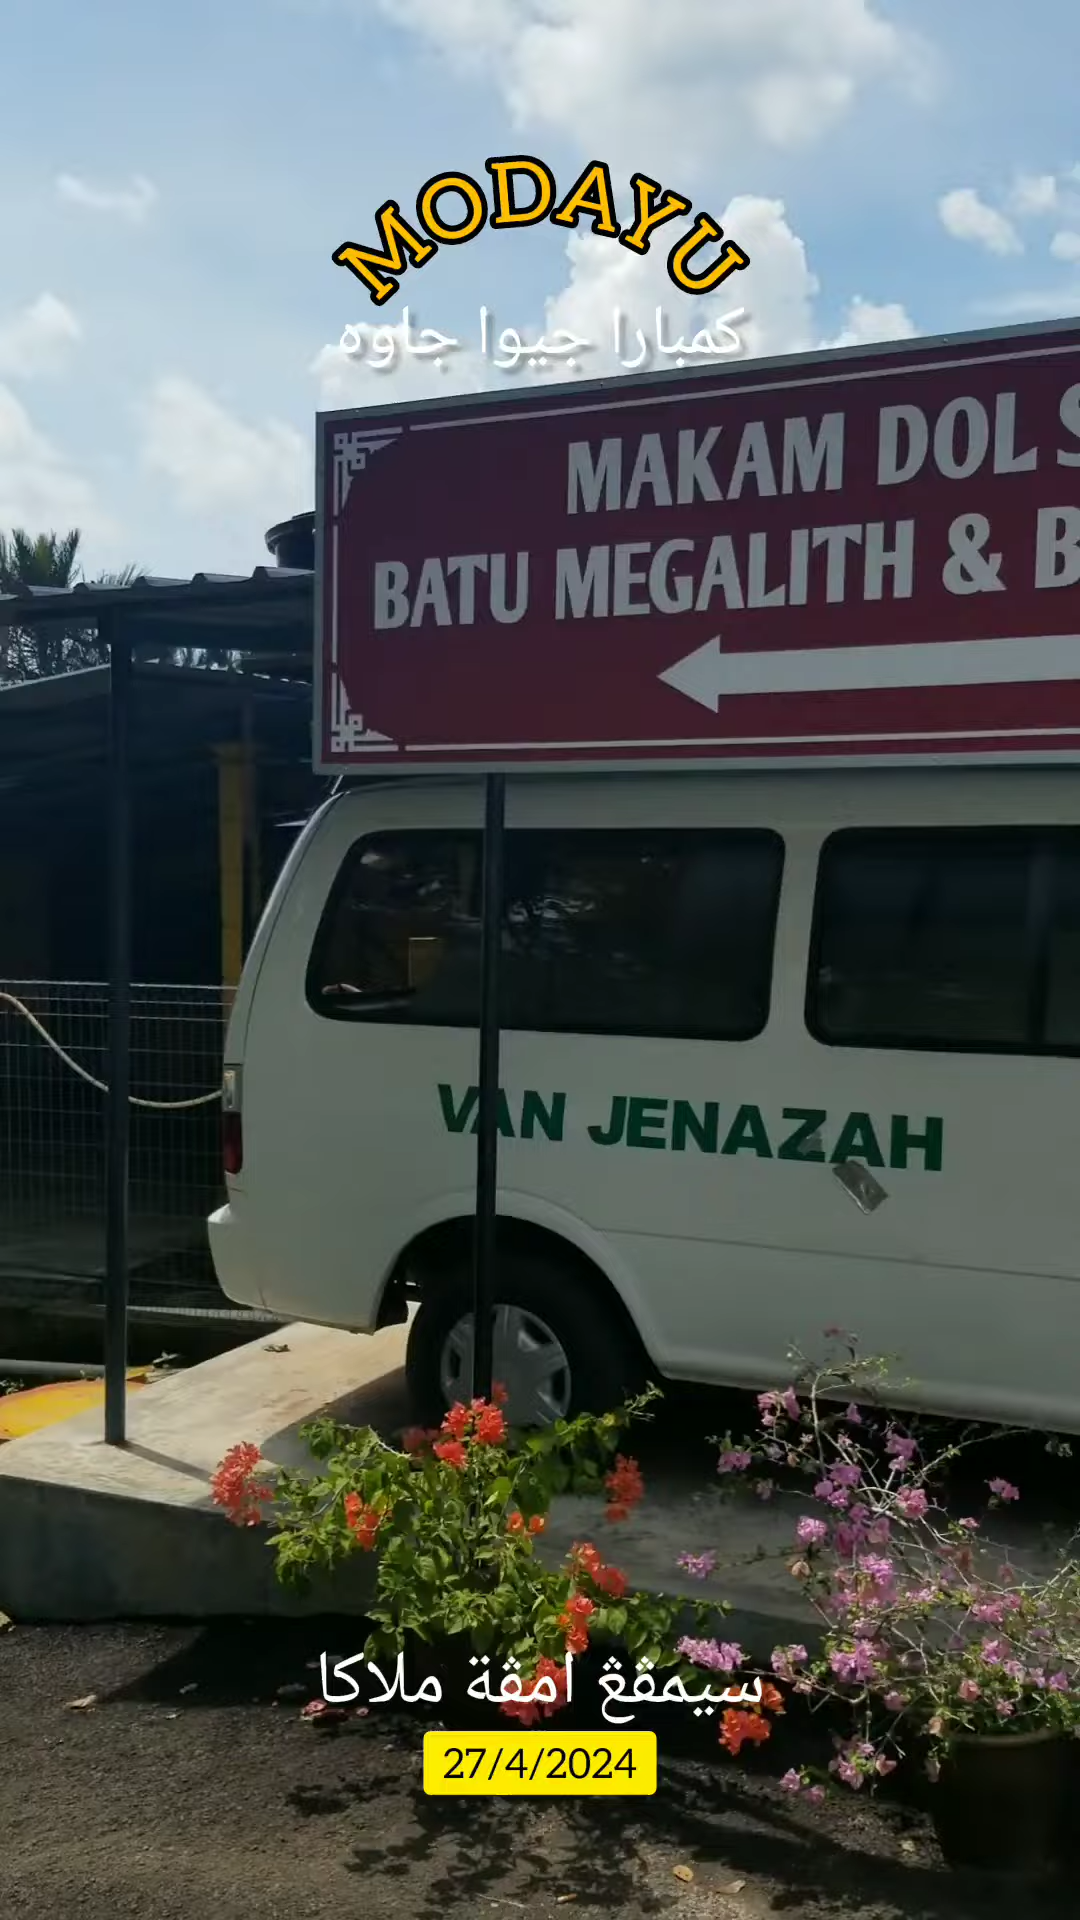 MODAYU
كمبارا جيوا جاوه
MAKAM DOL S
BATU MEGALITH & B
VAN JENAZAH
سيمڤڠ امڤة ملاكا
27/4/2024